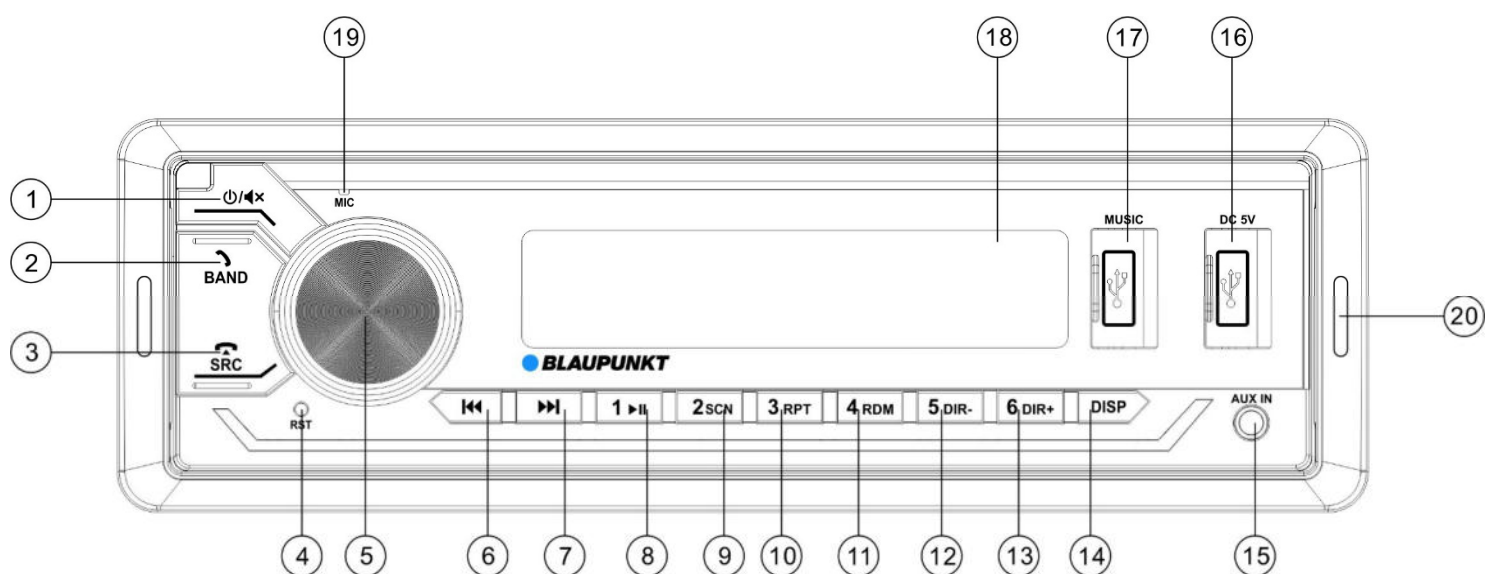 19
18
17
16
1
2
3
20
⏻/🔇
MIC
MUSIC
DC 5V
BAND
SRC
BLAUPUNKT
RST
1 ▶II
2 SCN
3 RPT
4 RDM
5 DIR-
6 DIR+
DISP
AUX IN
4
5
6
7
8
9
10
11
12
13
14
15